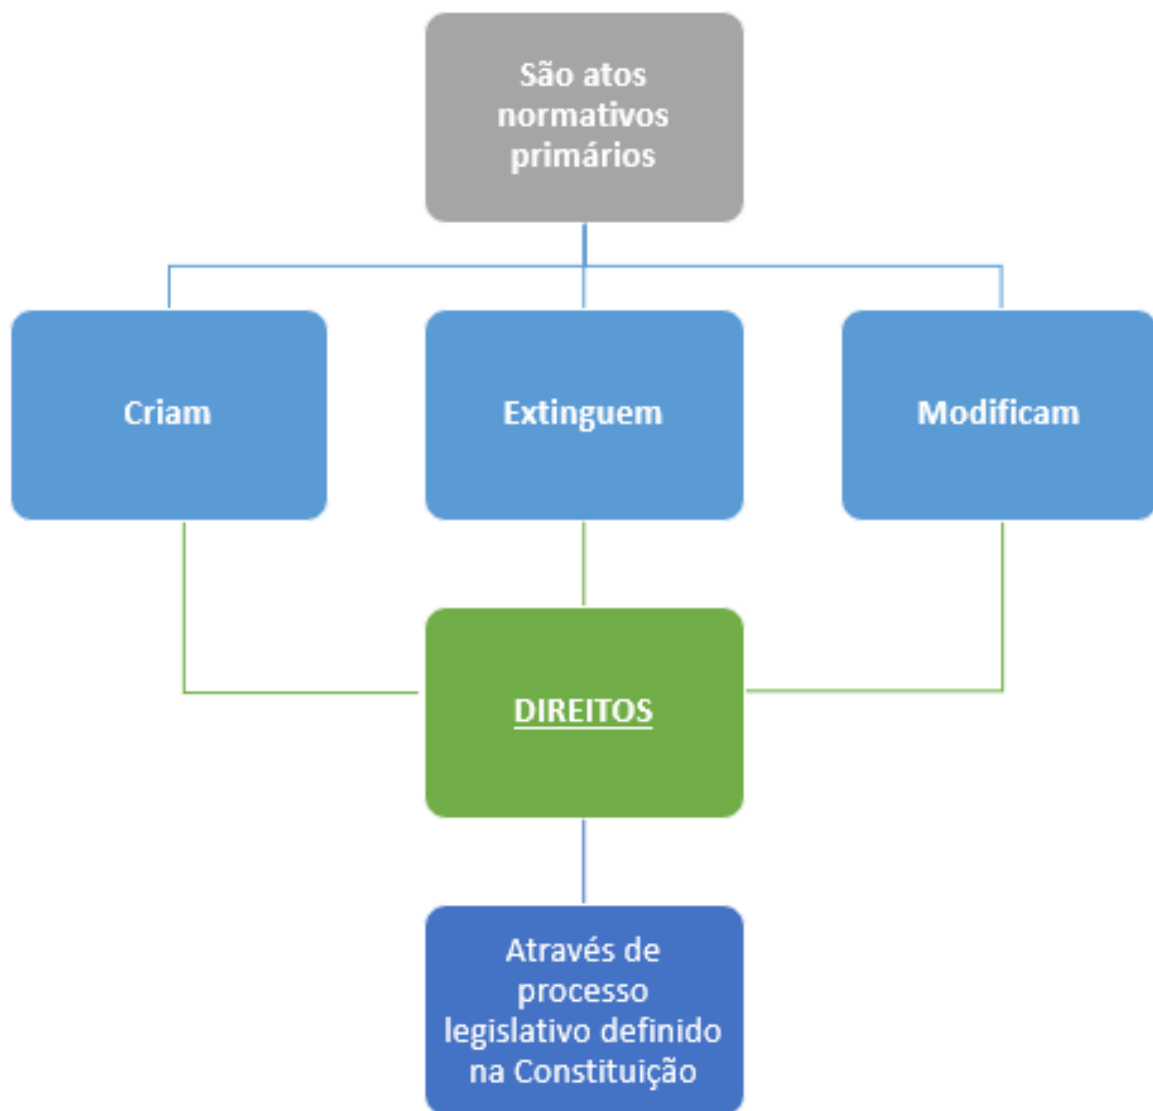 São atos
normativos
primários
Criam
Extinguem
Modificam
DIREITOS
Através de
processo
legislativo definido
na Constituição